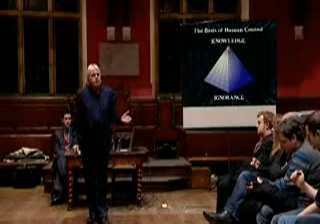 The Basis of Human Control
KNOWLEDGE
IGNORANCE